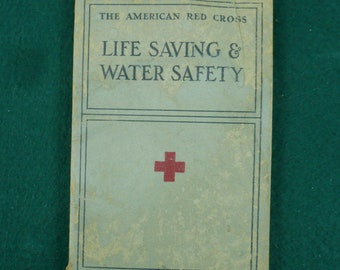 THE AMERICAN RED CROSS
LIFE SAVING &
WATER SAFETY